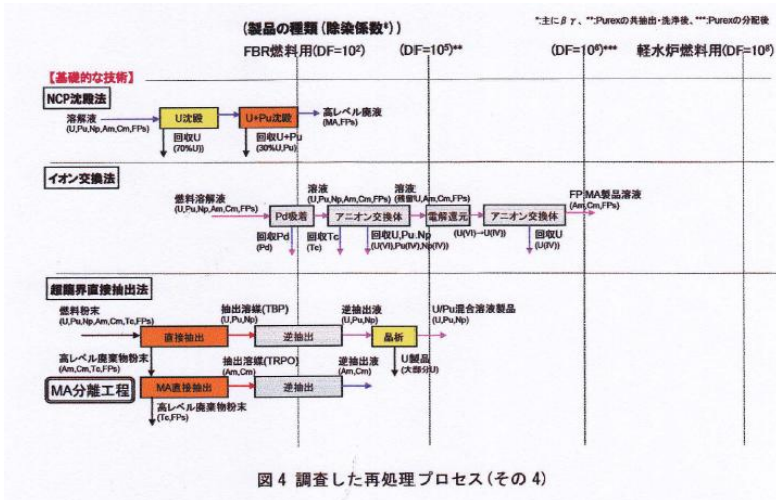 *:主にβγ、**:Purexの共抽出・洗浄後、***:Purexの分配後
(製品の種類(除染係数*))
FBR燃料用(DF=10²) (DF=10⁵)** (DF=10⁶)*** 軽水炉燃料用(DF=10⁸)
【基礎的な技術】
NCP沈殿法
溶解液
(U,Pu,Np,Am,Cm,FPs)
U沈殿
U+Pu沈殿
高レベル廃液
(MA,FPs)
回収U
(70%U))
回収U+Pu
(30%U,Pu)
イオン交換法
燃料溶解液
(U,Pu,Np,Am,Cm,FPs)
Pd吸着
溶液
(U,Pu,Np,Am,Cm,FPs)
アニオン交換体
溶液
(残留U,Am,Cm,FPs)
電解還元
(U(VI)→U(IV))
アニオン交換体
FP・MA製品溶液
(Am,Cm,FPs)
回収Pd
(Pd)
回収Tc
(Tc)
回収U,Pu,Np
(U(VI),Pu(IV),Np(IV))
回収U
(U(IV))
超臨界直接抽出法
燃料粉末
(U,Pu,Np,Am,Cm,Tc,FPs)
直接抽出
抽出溶媒(TBP)
(U,Pu,Np)
逆抽出
逆抽出液
(U,Pu,Np)
晶析
U/Pu混合溶液製品
(U,Pu,Np)
高レベル廃棄物粉末
(Am,Cm,Tc,FPs)
抽出溶媒(TRPO)
(Am,Cm)
逆抽出液
(Am,Cm)
U製品
(大部分U)
MA分離工程
MA直接抽出
逆抽出
高レベル廃棄物粉末
(Tc,FPs)
図4 調査した再処理プロセス(その4)